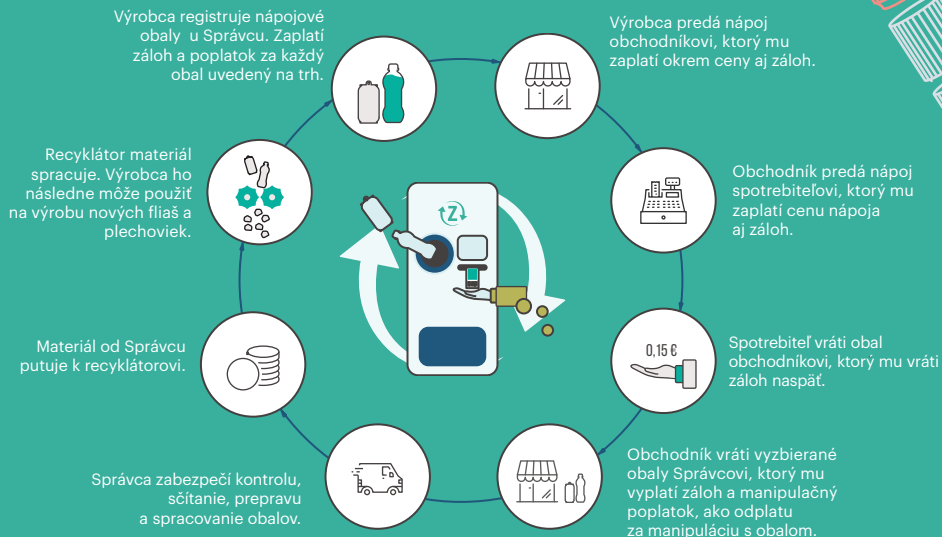 Výrobca registruje nápojové
obaly u Správcu. Zaplatí
záloh a poplatok za každý
obal uvedený na trh.
Výrobca predá nápoj
obchodníkovi, ktorý mu
zaplatí okrem ceny aj záloh.
Obchodník predá nápoj
spotrebiteľovi, ktorý mu
zaplatí cenu nápoja
aj záloh.
0,15 €
Spotrebiteľ vráti obal
obchodníkovi, ktorý mu vráti
záloh naspäť.
Obchodník vráti vyzbierané
obaly Správcovi, ktorý mu
vyplatí záloh a manipulačný
poplatok, ako odplatu
za manipuláciu s obalom.
Správca zabezpečí kontrolu,
sčítanie, prepravu
a spracovanie obalov.
Materiál od Správcu
putuje k recyklátorovi.
Recyklátor materiál
spracuje. Výrobca ho
následne môže použiť
na výrobu nových fliaš a
plechoviek.
Z